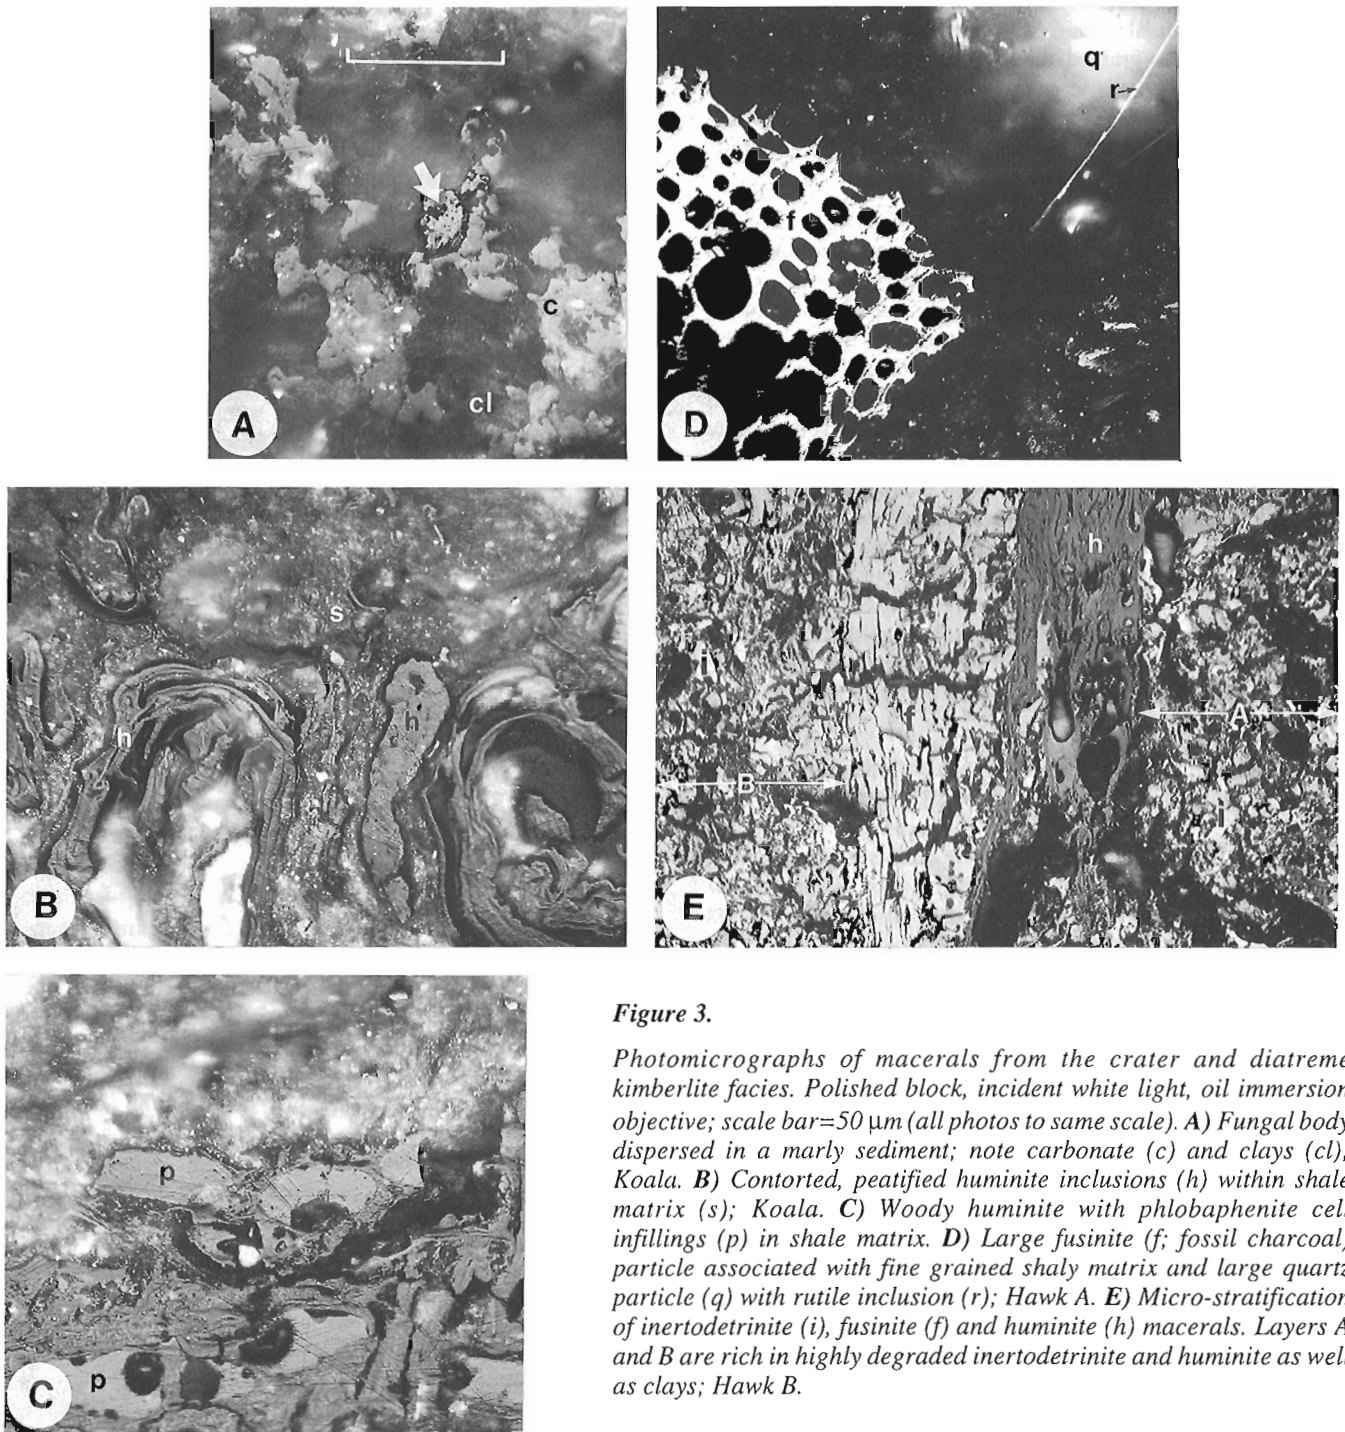 c
cl
A
q
r
f
D
s
h
h
B
h
i
f
A
B
i
E
p
p
C
Figure 3.
Photomicrographs of macerals from the crater and diatreme
kimberlite facies. Polished block, incident white light, oil immersion
objective; scale bar=50 µm (all photos to same scale). A) Fungal body
dispersed in a marly sediment; note carbonate (c) and clays (cl),
Koala. B) Contorted, peatified huminite inclusions (h) within shale
matrix (s); Koala. C) Woody huminite with phlobaphenite cel
infillings (p) in shale matrix. D) Large fusinite (f; fossil charcoal
particle associated with fine grained shaly matrix and large quartz
particle (q) with rutile inclusion (r); Hawk A. E) Micro-stratification
of inertodetrinite (i), fusinite (f) and huminite (h) macerals. Layers A
and B are rich in highly degraded inertodetrinite and huminite as wel
as clays; Hawk B.